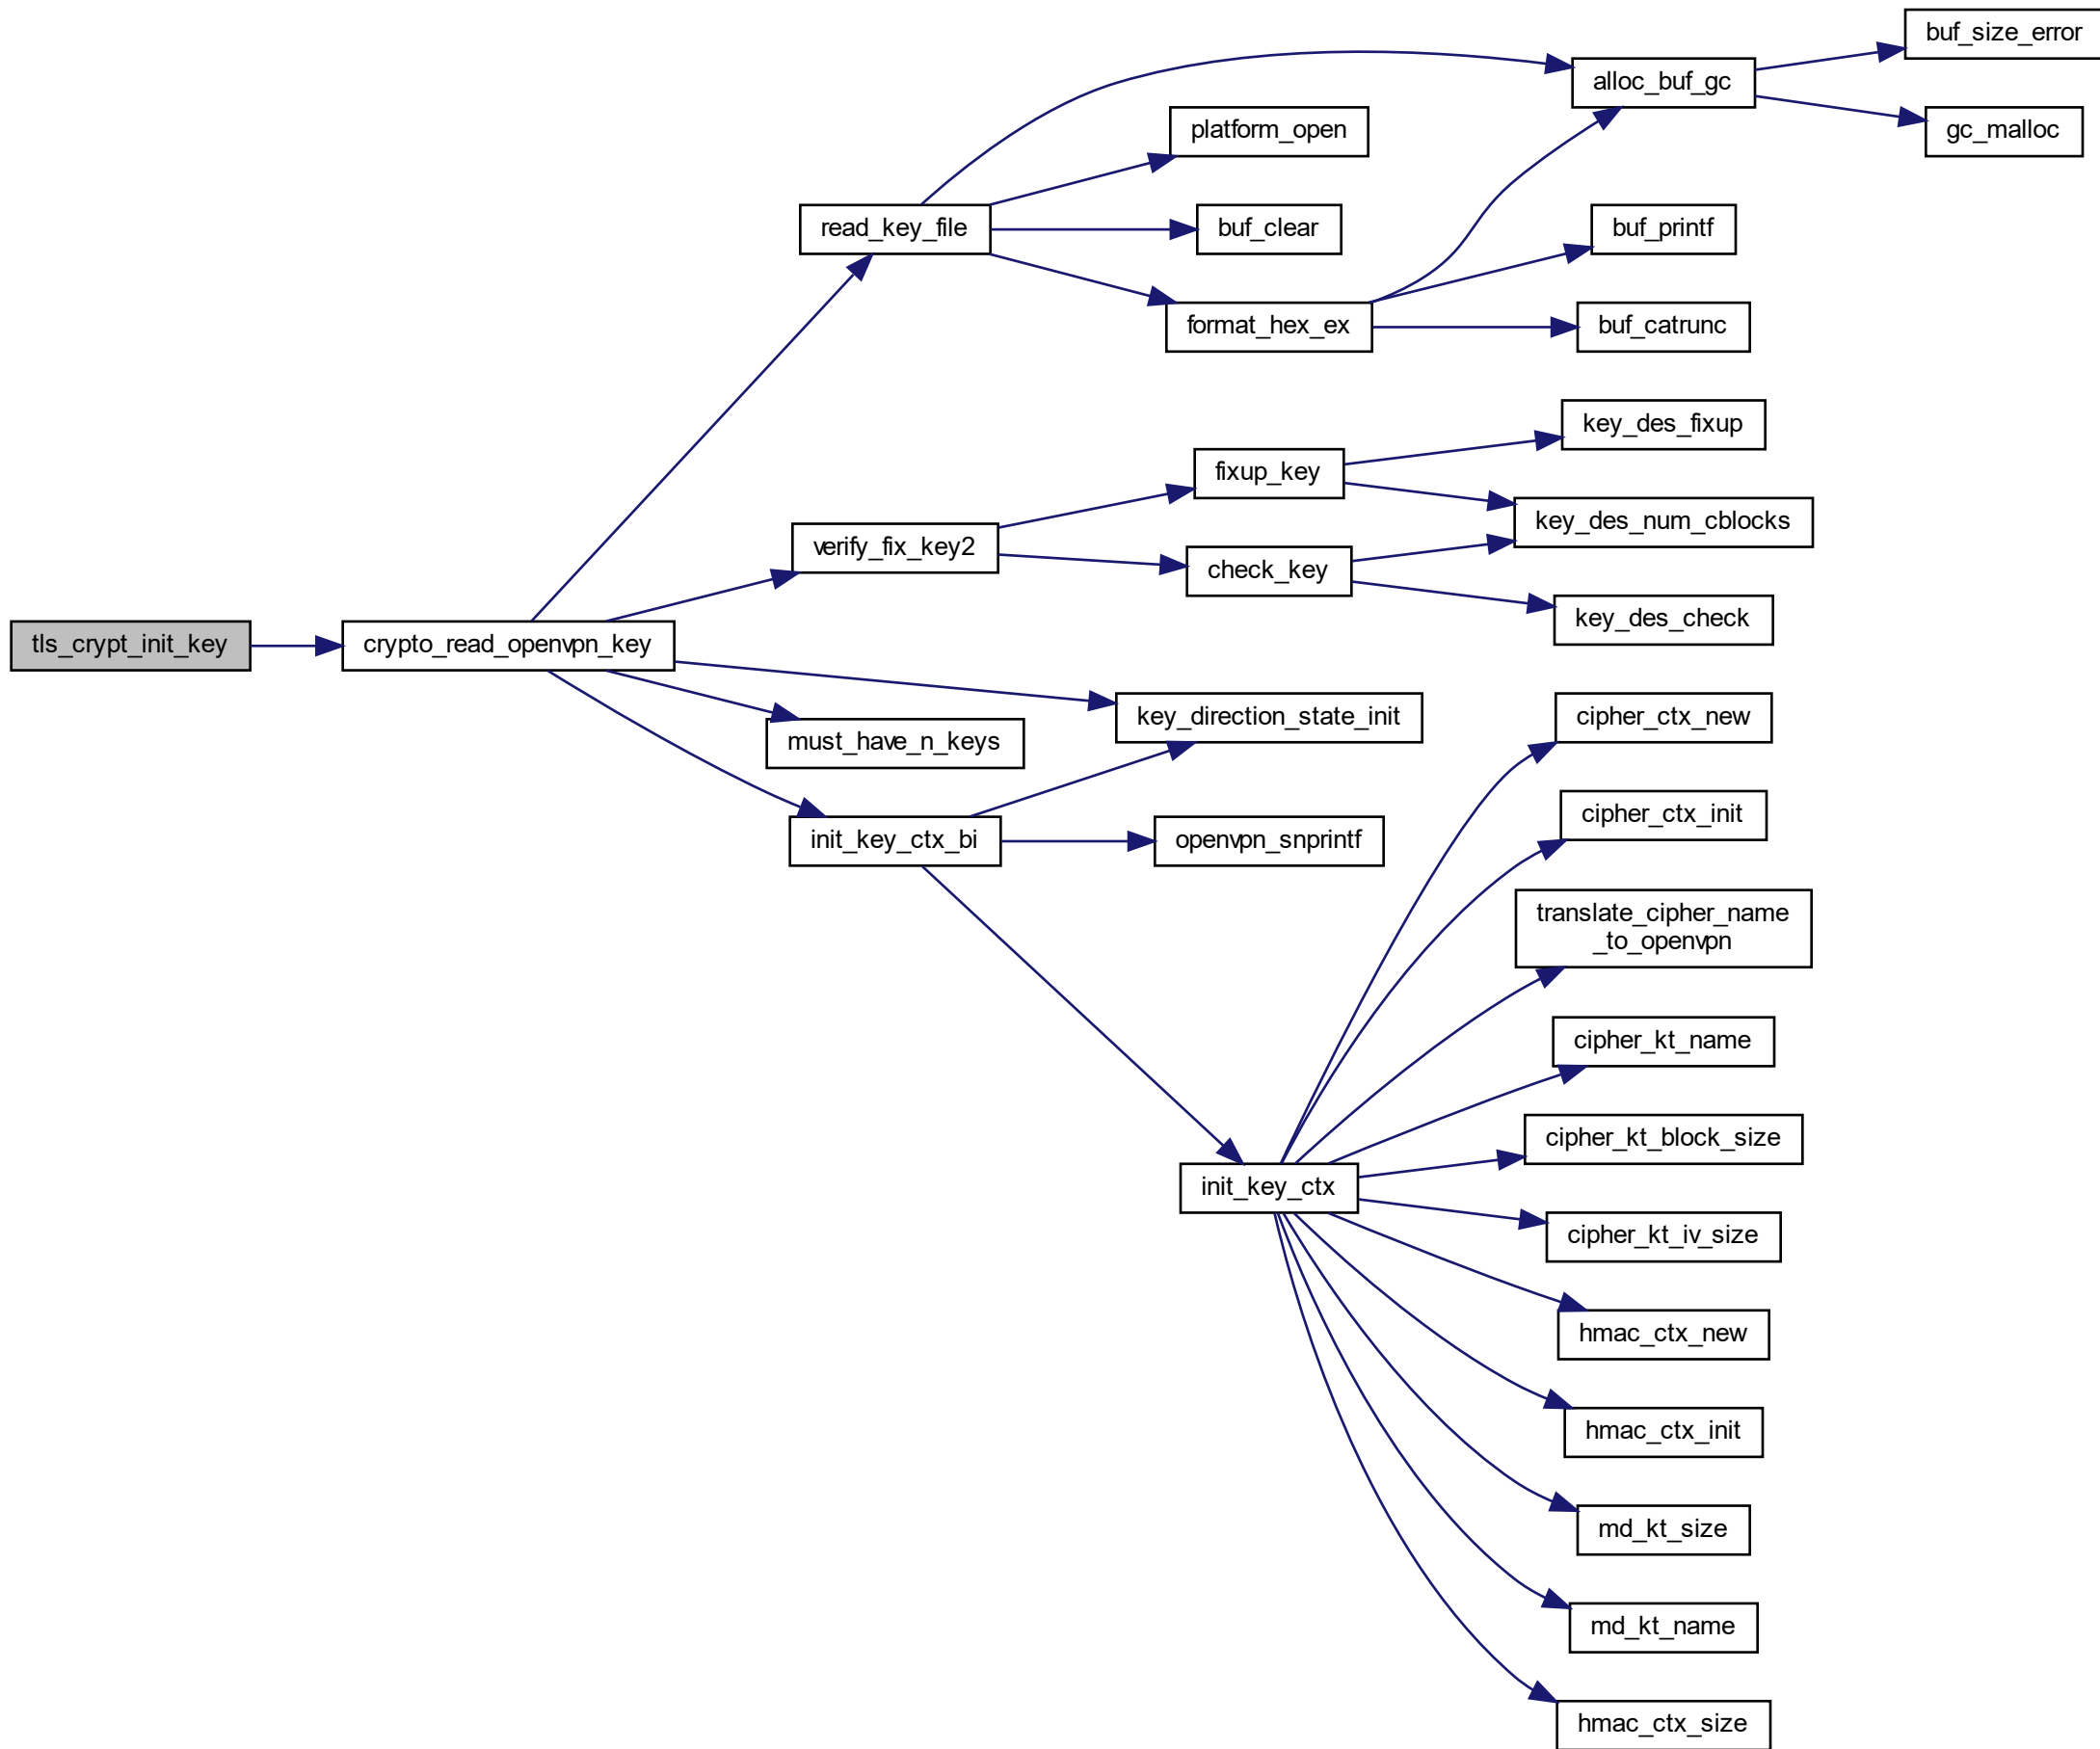 buf_size_error
alloc_buf_gc
platform_open
gc_malloc
read_key_file
buf_clear
buf_printf
format_hex_ex
buf_catrunc
key_des_fixup
fixup_key
key_des_num_cblocks
verify_fix_key2
check_key
key_des_check
tls_crypt_init_key
crypto_read_openvpn_key
key_direction_state_init
cipher_ctx_new
must_have_n_keys
cipher_ctx_init
init_key_ctx_bi
openvpn_snprintf
translate_cipher_name
_to_openvpn
cipher_kt_name
cipher_kt_block_size
init_key_ctx
cipher_kt_iv_size
hmac_ctx_new
hmac_ctx_init
md_kt_size
md_kt_name
hmac_ctx_size